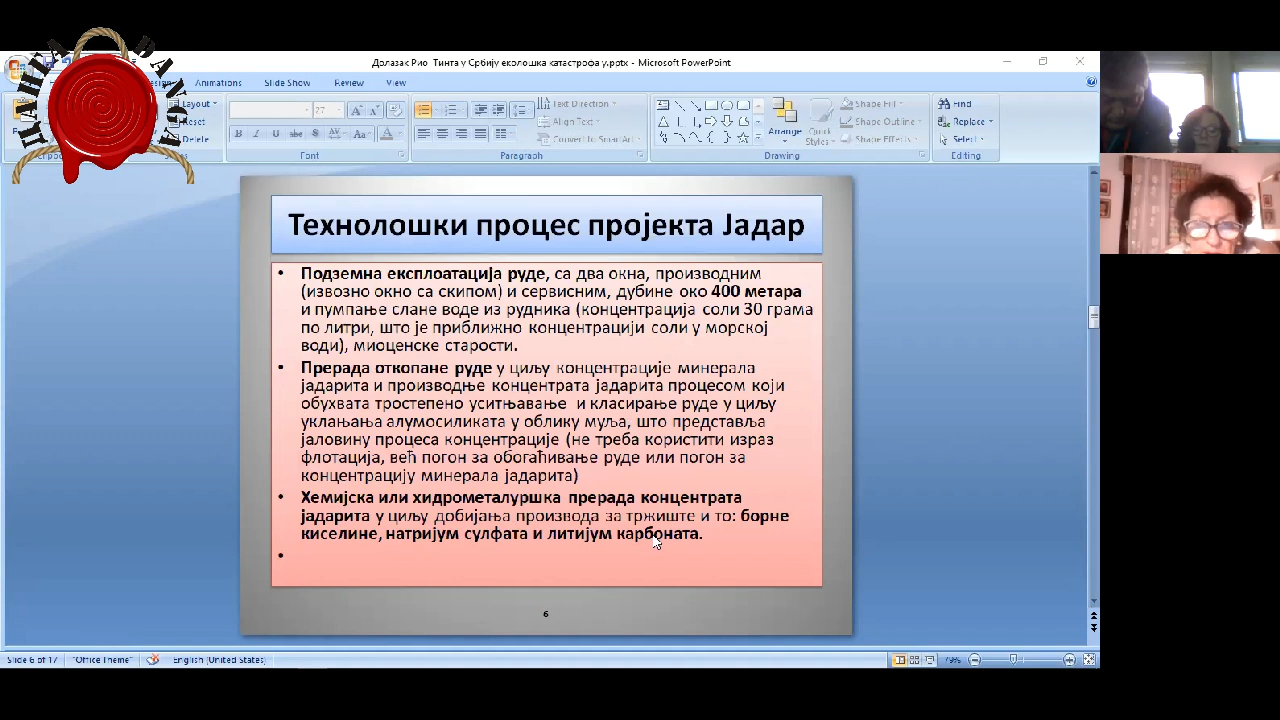 Долазак Рио Тинта у Србију еколошка катастрофа у.pptx - Microsoft PowerPoint
Animations Slide Show Review View
Layout
Reset
Delete
27
Text Direction
Align Text
Convert to SmartArt
Arrange
Quick Styles
Shape Fill
Shape Outline
Shape Effects
Find
Replace
Select
Font Paragraph Drawing Editing
Технолошки процес пројекта Јадар
• Подземна експлоатација руде, са два окна, производним
(извозно окно са скипом) и сервисним, дубине око 400 метара
и пумпање слане воде из рудника (концентрација соли 30 грама
по литри, што је приближно концентрацији соли у морској
води), миоценске старости.
• Прерада откопане руде у циљу концентрације минерала
јадарита и производње концентрата јадарита процесом који
обухвата тростепено уситњавање и класирање руде у циљу
уклањања алумосиликата у облику муља, што представља
јаловину процеса концентрације (не треба користити израз
флотација, већ погон за обогаћивање руде или погон за
концентрацију минерала јадарита)
• Хемијска или хидрометалуршка прерада концентрата
јадарита у циљу добијања производа за тржиште и то: борне
киселине, натријум сулфата и литијум карбоната.
•
6
Slide 6 of 17 "Office Theme" English (United States) 79%